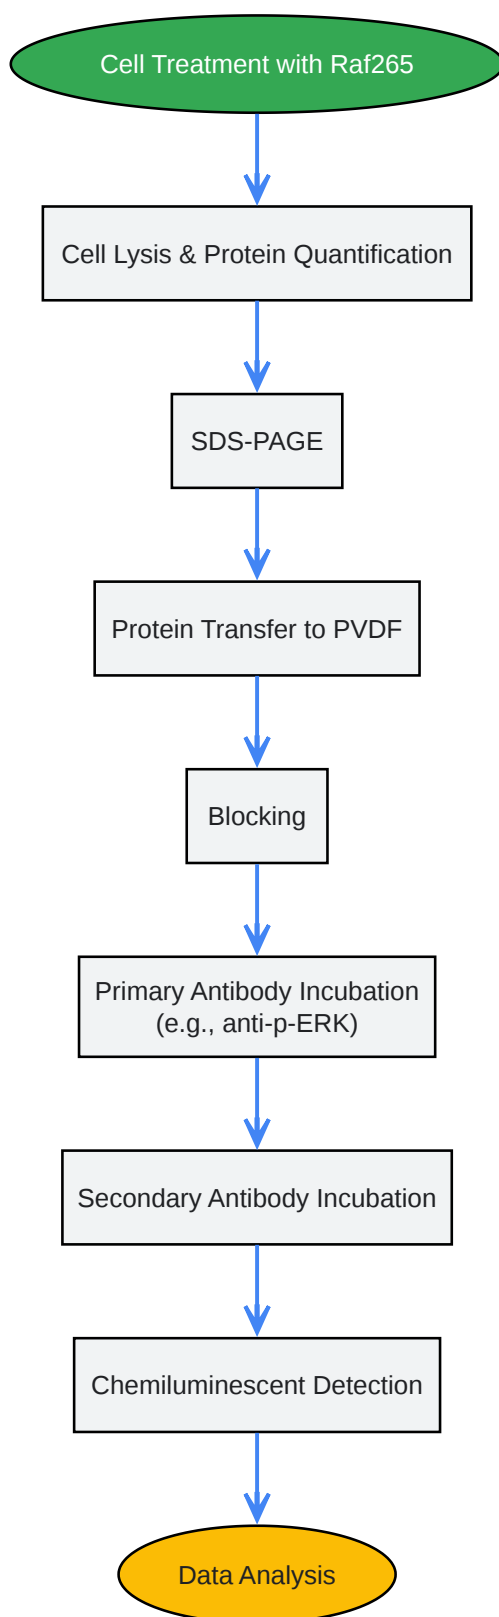 Cell Treatment with Raf265
Cell Lysis & Protein Quantification
SDS-PAGE
Protein Transfer to PVDF
Blocking
Primary Antibody Incubation
(e.g., anti-p-ERK)
Secondary Antibody Incubation
Chemiluminescent Detection
Data Analysis